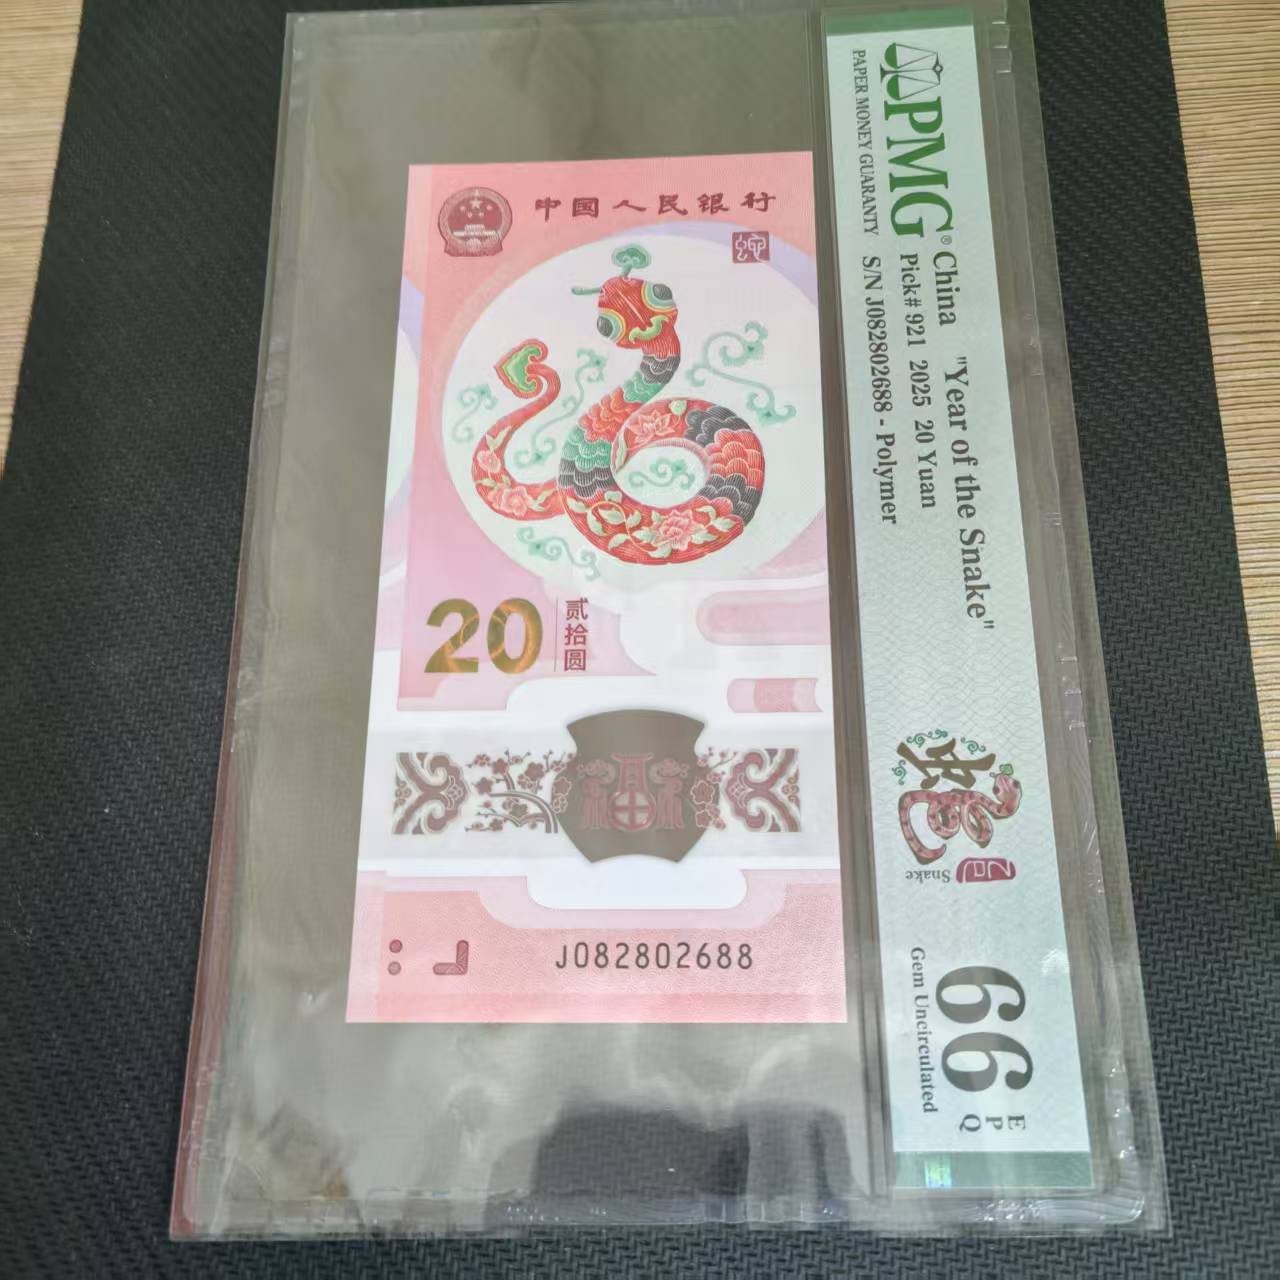 中国人民银行
20
贰
拾
圆
J082802688
PMG®
PAPER MONEY GUARANTY
China "Year of the Snake"
Pick# 921 2025 20 Yuan
S/N J082802688 - Polymer
蛇
Snake
66
EPQ
Gem Uncirculated